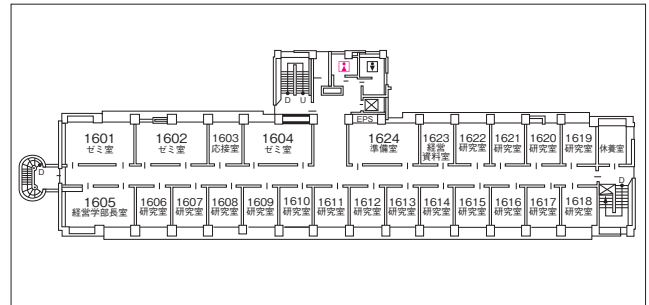 D U
EPS
1601
ゼミ室
1602
ゼミ室
1603
応接室
1604
ゼミ室
1624
準備室
1623
経営
資料室
1622
研究室
1621
研究室
1620
研究室
1619
研究室
休養室
D
D
1605
経営学部長室
1606
研究室
1607
研究室
1608
研究室
1609
研究室
1610
研究室
1611
研究室
1612
研究室
1613
研究室
1614
研究室
1615
研究室
1616
研究室
1617
研究室
1618
研究室